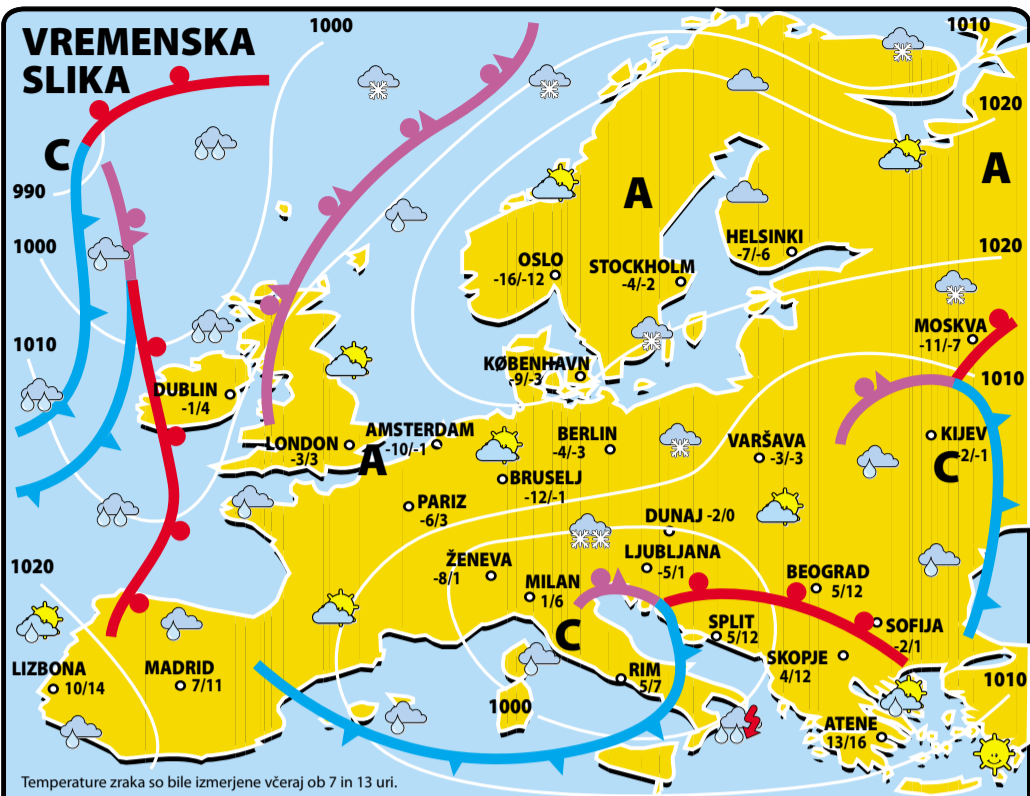 VREMENSKA
SLIKA
1000
1010
1020
C
990
A
A
1000
HELSINKI
-7/-6
1020
OSLO
-16/-12
STOCKHOLM
-4/-2
MOSKVA
-11/-7
1010
KØBENHAVN
-9/-3
1010
DUBLIN
-1/4
LONDON
-3/3
AMSTERDAM
-10/-1
A
BERLIN
-4/-3
VARŠAVA
-3/-3
KIJEV
-2/-1
C
BRUSELJ
-12/-1
PARIZ
-6/3
DUNAJ -2/0
LJUBLJANA
-5/1
ŽENEVA
-8/1
1020
MILAN
1/6
BEOGRAD
5/12
C
SPLIT
5/12
SOFIJA
-2/1
SKOPJE
4/12
LIZBONA
10/14
MADRID
7/11
RIM
5/7
1010
1000
ATENE
13/16
Temperature zraka so bile izmerjene včeraj ob 7 in 13 uri.